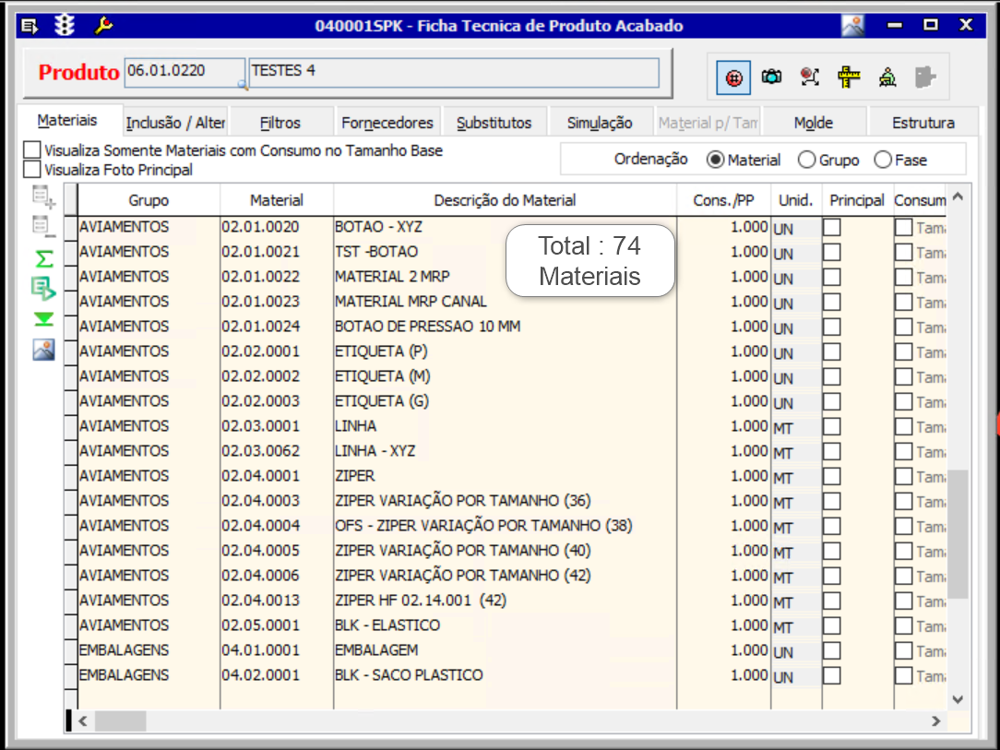 040001SPK - Ficha Tecnica de Produto Acabado
Produto 06.01.0220 TESTES 4
Materiais Inclusão / Alter Filtros Fornecedores Substitutos Simulação Material p/ Tam Molde Estrutura
Visualiza Somente Materiais com Consumo no Tamanho Base
Visualiza Foto Principal
Ordenação Material Grupo Fase
Grupo Material Descrição do Material Cons./PP Unid. Principal Consum
AVIAMENTOS 02.01.0020 BOTAO - XYZ 1.000 UN Tama
AVIAMENTOS 02.01.0021 TST -BOTAO 1.000 UN Tama
AVIAMENTOS 02.01.0022 MATERIAL 2 MRP 1.000 UN Tama
AVIAMENTOS 02.01.0023 MATERIAL MRP CANAL 1.000 UN Tama
AVIAMENTOS 02.01.0024 BOTAO DE PRESSAO 10 MM 1.000 UN Tama
AVIAMENTOS 02.02.0001 ETIQUETA (P) 1.000 UN Tama
AVIAMENTOS 02.02.0002 ETIQUETA (M) 1.000 UN Tama
AVIAMENTOS 02.02.0003 ETIQUETA (G) 1.000 UN Tama
AVIAMENTOS 02.03.0001 LINHA 1.000 MT Tama
AVIAMENTOS 02.03.0062 LINHA - XYZ 1.000 MT Tama
AVIAMENTOS 02.04.0001 ZIPER 1.000 MT Tama
AVIAMENTOS 02.04.0003 ZIPER VARIAÇÃO POR TAMANHO (36) 1.000 MT Tama
AVIAMENTOS 02.04.0004 OFS - ZIPER VARIAÇÃO POR TAMANHO (38) 1.000 MT Tama
AVIAMENTOS 02.04.0005 ZIPER VARIAÇÃO POR TAMANHO (40) 1.000 MT Tama
AVIAMENTOS 02.04.0006 ZIPER VARIAÇÃO POR TAMANHO (42) 1.000 MT Tama
AVIAMENTOS 02.04.0013 ZIPER HF 02.14.001 (42) 1.000 MT Tama
AVIAMENTOS 02.05.0001 BLK - ELASTICO 1.000 MT Tama
EMBALAGENS 04.01.0001 EMBALAGEM 1.000 UN Tama
EMBALAGENS 04.02.0001 BLK - SACO PLASTICO 1.000 UN Tama
Total : 74
Materiais